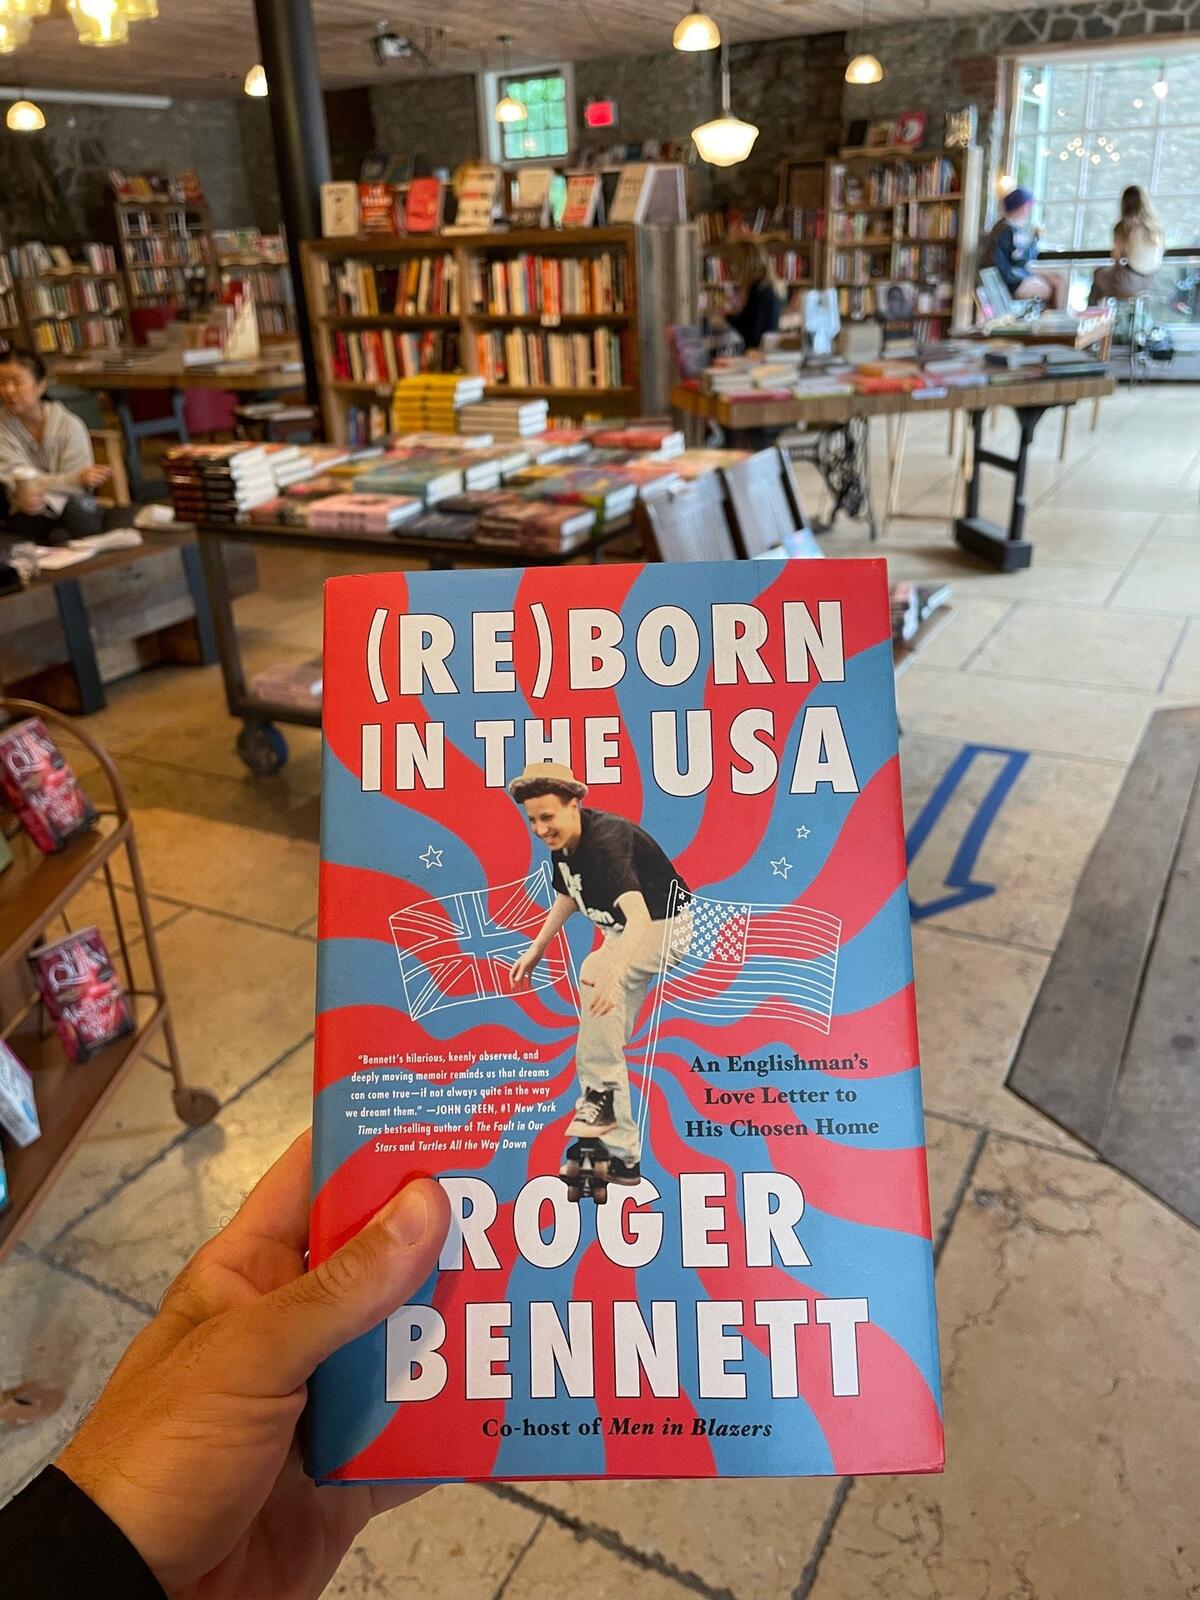 (RE)BORN
IN THE USA
"Bennett's hilarious, keenly observed, and
deeply moving memoir reminds us that dreams
can come true—if not always quite in the way
we dreamt them." —JOHN GREEN, #1 New York
Times bestselling author of The Fault in Our
Stars and Turtles All the Way Down
An Englishman's
Love Letter to
His Chosen Home
ROGER
BENNETT
Co-host of Men in Blazers